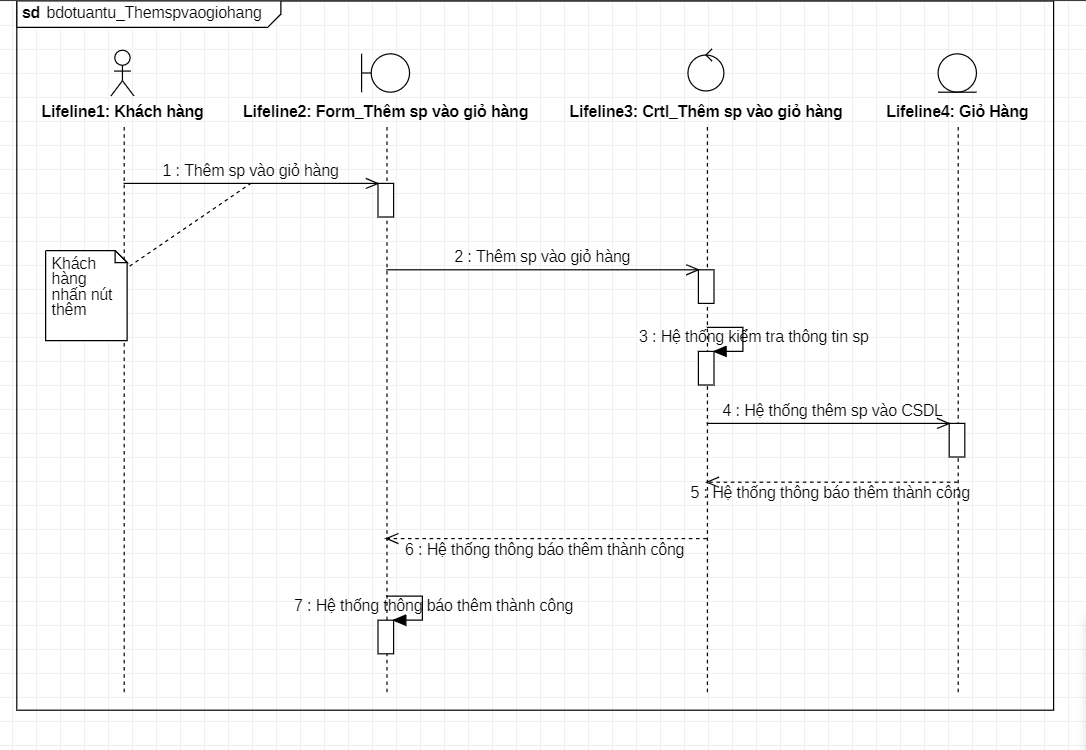 sd bdotuantu_Themspvaogiohang
Lifeline1: Khách hàng
Lifeline2: Form_Thêm sp vào giỏ hàng
Lifeline3: Crtl_Thêm sp vào giỏ hàng
Lifeline4: Giỏ Hàng
1 : Thêm sp vào giỏ hàng
Khách
hàng
nhấn nút
thêm
2 : Thêm sp vào giỏ hàng
3 : Hệ thống kiểm tra thông tin sp
4 : Hệ thống thêm sp vào CSDL
5 : Hệ thống thông báo thêm thành công
6 : Hệ thống thông báo thêm thành công
7 : Hệ thống thông báo thêm thành công